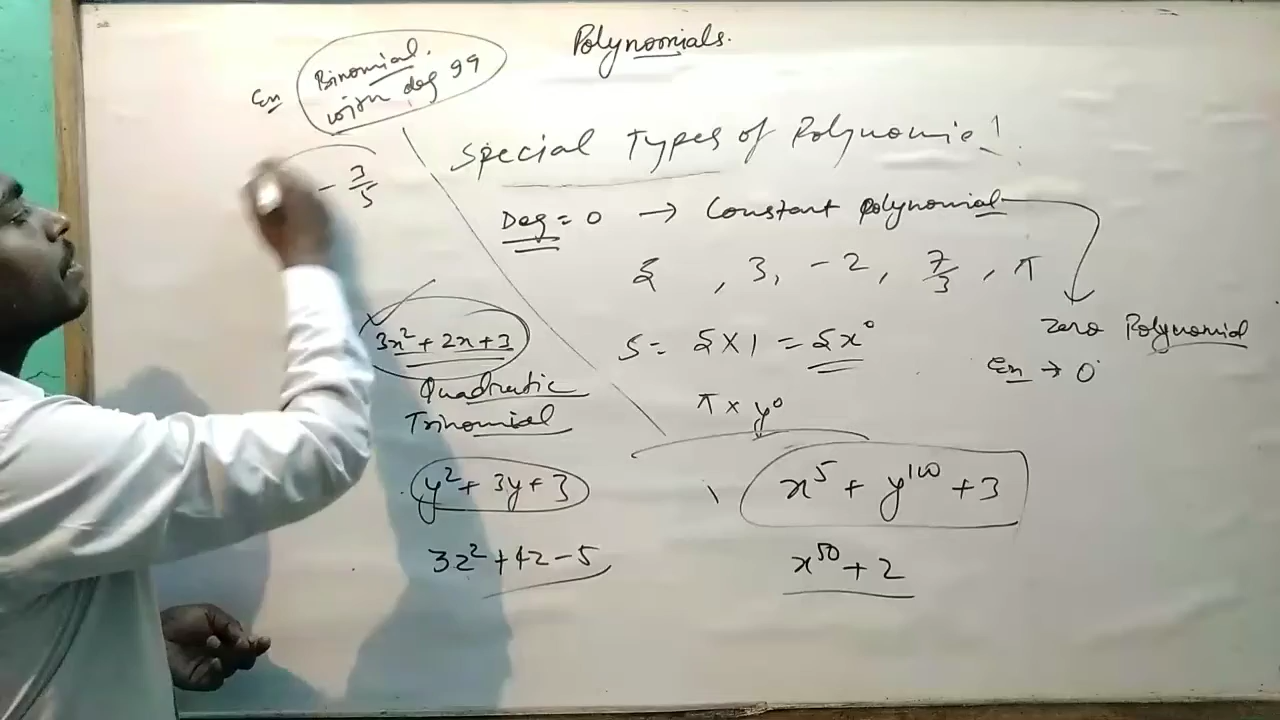 Polynomials.
Ex Binomial. with deg 99
- 3/5
Special Types of Polynomial
Deg = 0 → Constant polynomial
5, 3, -2, 7/3, π
zero Polynomial
Ex → 0
5 = 5 × 1 = 5x⁰
π × y⁰
3x² + 2x + 3
Quadratic
Trinomial
y² + 3y + 3
3z² + 4z - 5
x⁵ + y¹⁰⁰ + 3
x⁵⁰ + 2